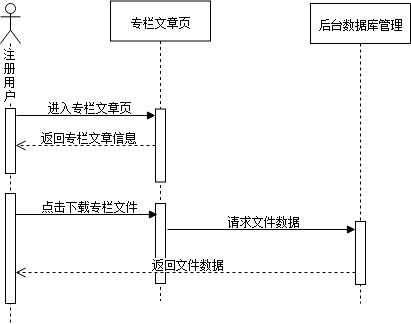 专栏文章页
后台数据库管理
注册用户
进入专栏文章页
返回专栏文章信息
点击下载专栏文件
请求文件数据
返回文件数据